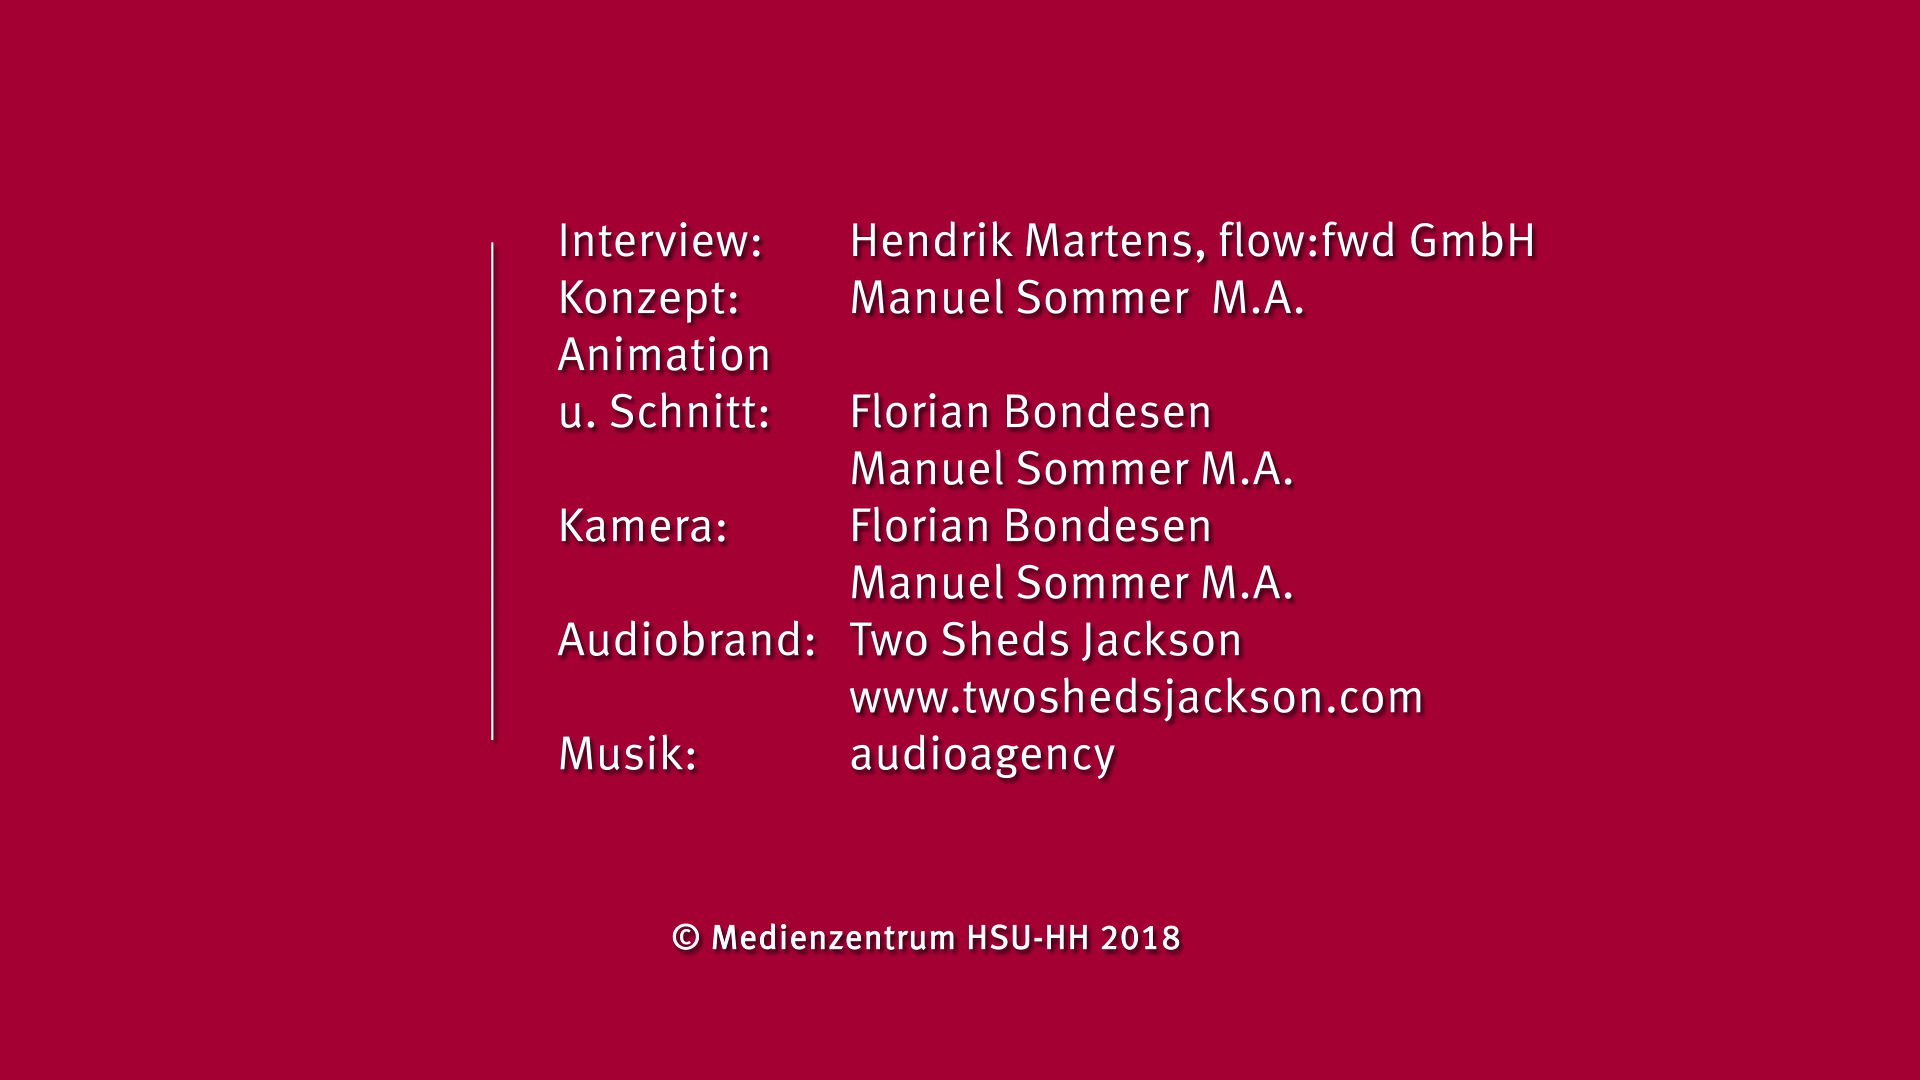 Interview: Hendrik Martens, flow:fwd GmbH
Konzept: Manuel Sommer  M.A.
Animation
u. Schnitt: Florian Bondesen
Manuel Sommer M.A.
Kamera: Florian Bondesen
Manuel Sommer M.A.
Audiobrand: Two Sheds Jackson
www.twoshedsjackson.com
Musik: audioagency
© Medienzentrum HSU-HH 2018